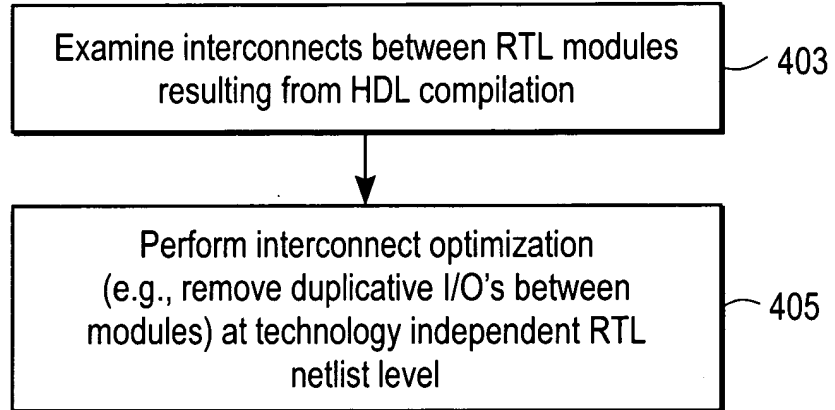 Examine interconnects between RTL modules
resulting from HDL compilation
403
Perform interconnect optimization
(e.g., remove duplicative I/O's between
modules) at technology independent RTL
netlist level
405